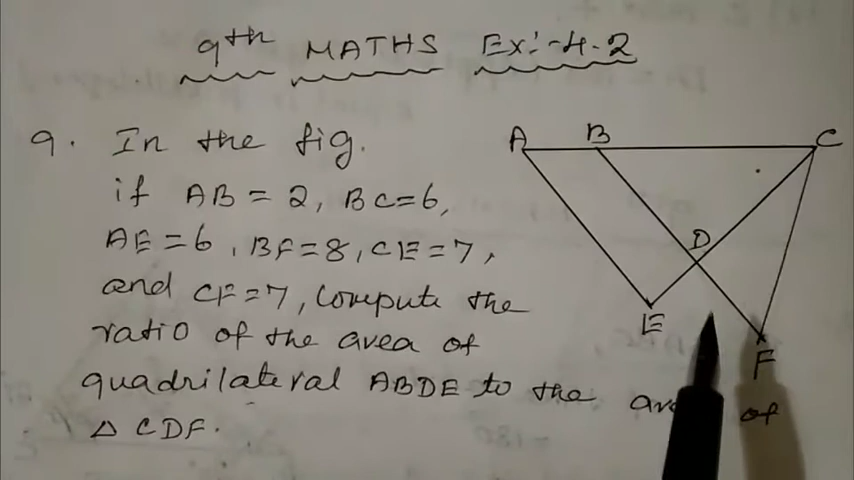 9th MATHS Ex:-4.2
9. In the fig.
A B C
if AB = 2, BC=6,
AE=6, BF=8, CE=7,
D
and CF=7, compute the
ratio of the area of
E
F
quadrilateral ABDE to the of
△ CDF.